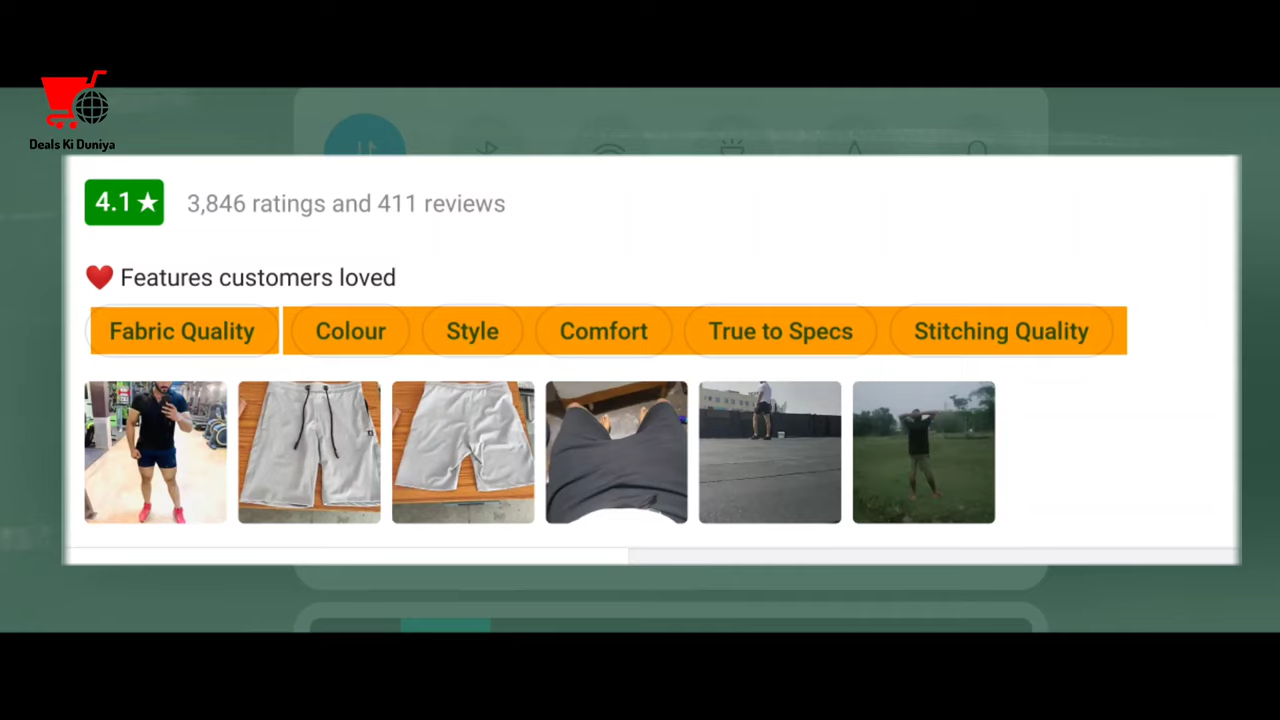 Deals Ki Duniya
4.1★ 3,846 ratings and 411 reviews
❤️ Features customers loved
Fabric Quality Colour Style Comfort True to Specs Stitching Quality